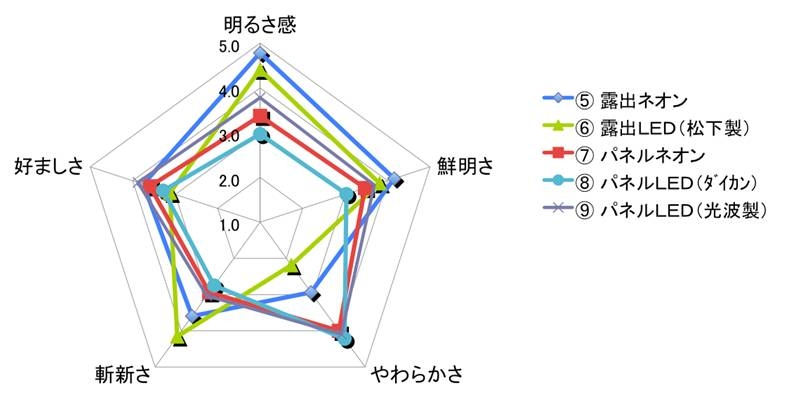 明るさ感
5.0
4.0
3.0
2.0
1.0
好ましさ
鮮明さ
斬新さ
やわらかさ
⑤ 露出ネオン
⑥ 露出LED(松下製)
⑦ パネルネオン
⑧ パネルLED(ﾀﾞｲｶﾝ)
⑨ パネルLED(光波製)